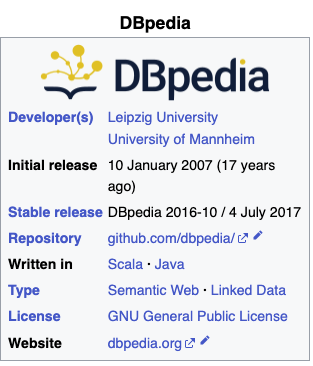 DBpedia
DBpedia
Developer(s) Leipzig University
University of Mannheim
Initial release 10 January 2007 (17 years
ago)
Stable release DBpedia 2016-10 / 4 July 2017
Repository github.com/dbpedia/
Written in Scala · Java
Type Semantic Web · Linked Data
License GNU General Public License
Website dbpedia.org